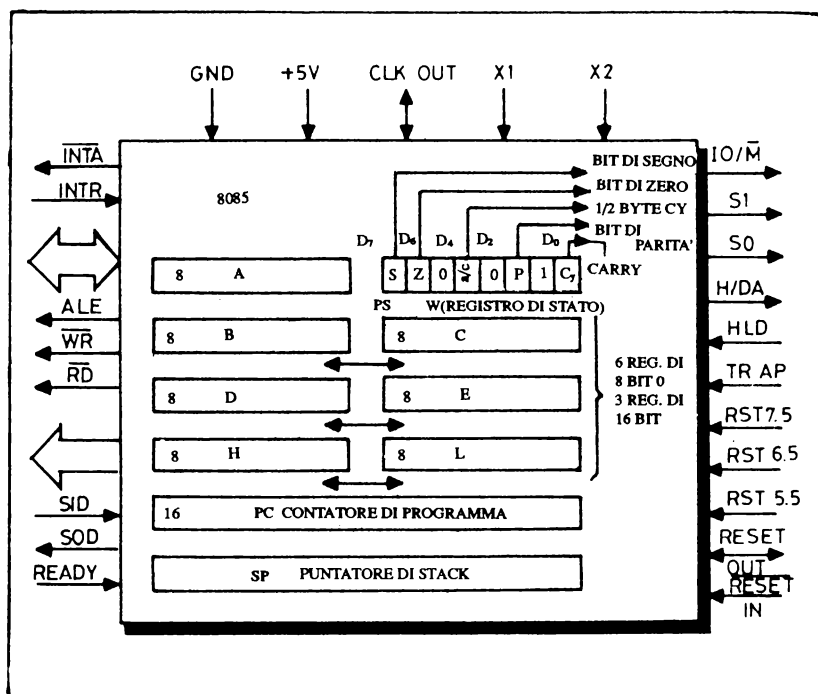 GND +5V CLK OUT X1 X2
INTA
INTR
ALE
WR
RD
SID
SOD
READY
8085
BIT DI SEGNO
BIT DI ZERO
1/2 BYTE CY
BIT DI
PARITA'
CARRY
D7 D6 D4 D2 D0
8 A
S Z 0 a/c 0 P 1 C7
PS W(REGISTRO DI STATO)
8 B
8 C
8 D
8 E
8 H
8 L
6 REG. DI
8 BIT 0
3 REG. DI
16 BIT
16 PC CONTATORE DI PROGRAMMA
SP PUNTATORE DI STACK
IO/M̅
S1
S0
H/DA
HLD
TR AP
RST7.5
RST 6.5
RST 5.5
RESET
OUT
RESET
IN